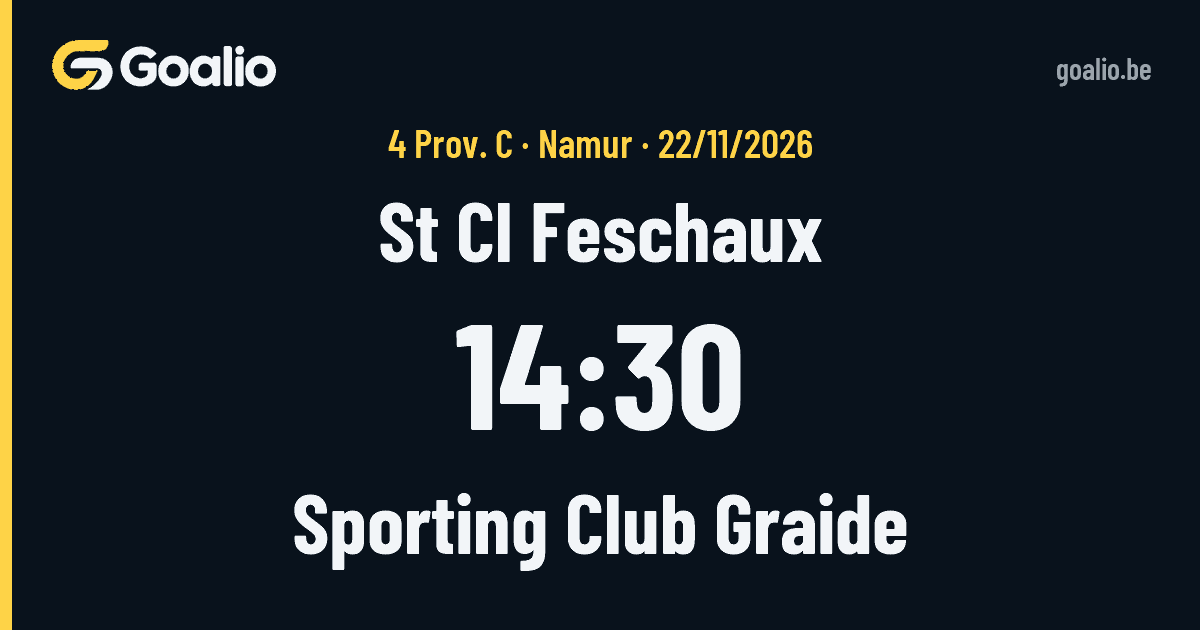 Goalio
goalio.be
4 Prov. C · Namur · 22/11/2026
St Cl Feschaux
14:30
Sporting Club Graide